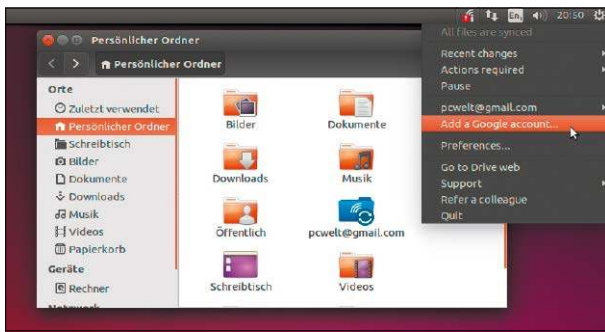 En
20:50
Persönlicher Ordner
Persönlicher Ordner
Orte
Zuletzt verwendet
Persönlicher Ordner
Schreibtisch
Bilder
Dokumente
Downloads
Musik
Videos
Papierkorb
Geräte
Rechner
Netzwerk
Bilder
Dokumente
Downloads
Musik
Öffentlich
pcwelt@gmail.com
Schreibtisch
Videos
All files are synced
Recent changes
Actions required
Pause
pcwelt@gmail.com
Add a Google account...
Preferences...
Go to Drive web
Support
Refer a colleague
Quit